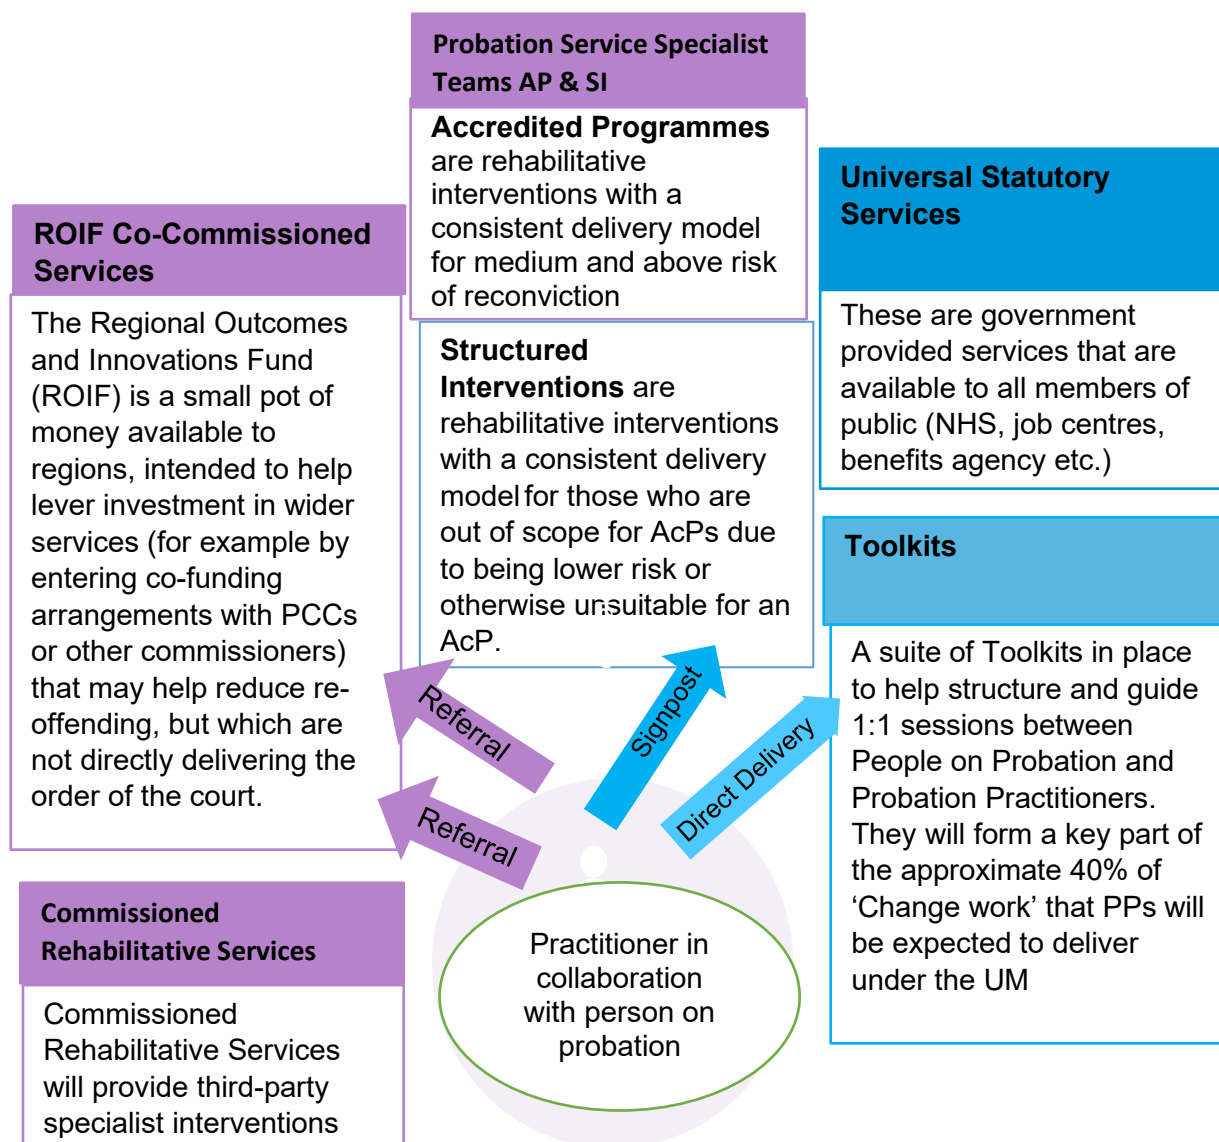 Probation Service Specialist
Teams AP & SI
Accredited Programmes
are rehabilitative
interventions with a
consistent delivery model
for medium and above risk
of reconviction
Structured
Interventions are
rehabilitative interventions
with a consistent delivery
model for those who are
out of scope for AcPs due
to being lower risk or
otherwise unsuitable for an
AcP.
ROIF Co-Commissioned
Services
The Regional Outcomes
and Innovations Fund
(ROIF) is a small pot of
money available to
regions, intended to help
lever investment in wider
services (for example by
entering co-funding
arrangements with PCCs
or other commissioners)
that may help reduce re-
offending, but which are
not directly delivering the
order of the court.
Universal Statutory
Services
These are government
provided services that are
available to all members of
public (NHS, job centres,
benefits agency etc.)
Toolkits
A suite of Toolkits in place
to help structure and guide
1:1 sessions between
People on Probation and
Probation Practitioners.
They will form a key part of
the approximate 40% of
‘Change work’ that PPs will
be expected to deliver
under the UM
Referral
Referral
Signpost
Direct Delivery
Commissioned
Rehabilitative Services
Commissioned
Rehabilitative Services
will provide third-party
specialist interventions
Practitioner in
collaboration
with person on
probation